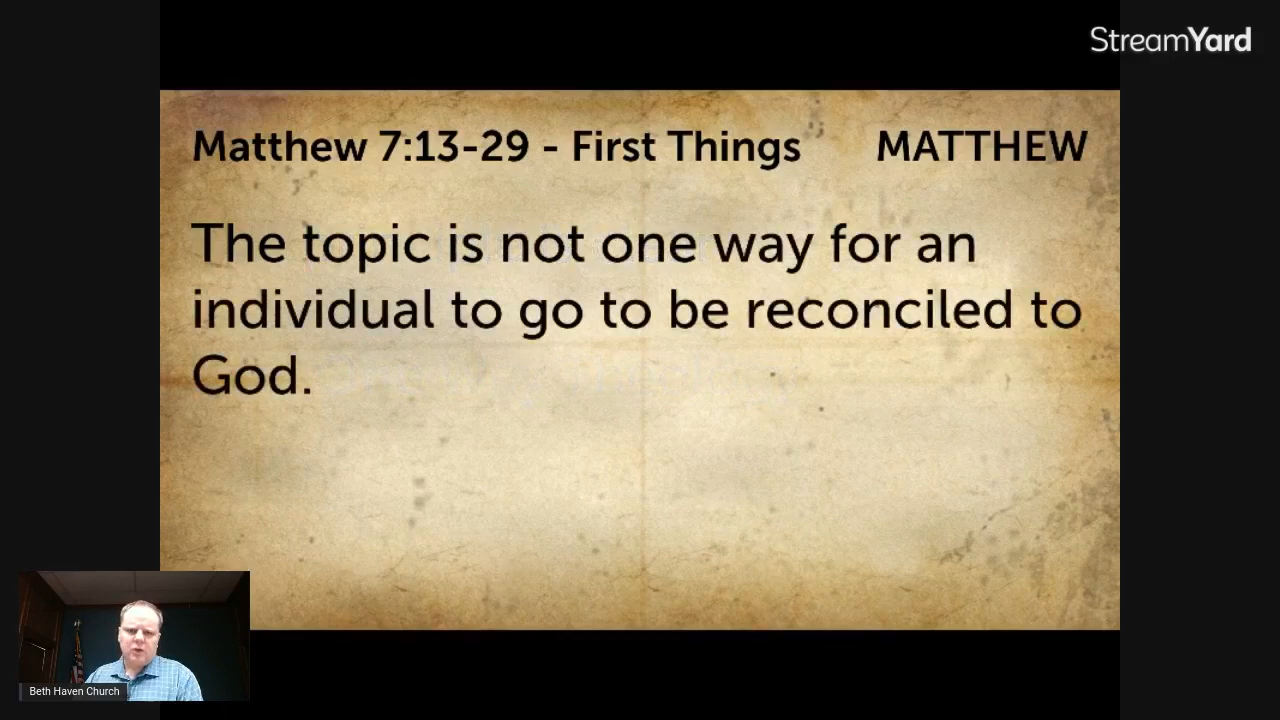 StreamYard
Matthew 7:13-29 - First Things MATTHEW
The topic is not one way for an
individual to go to be reconciled to
God.
Beth Haven Church